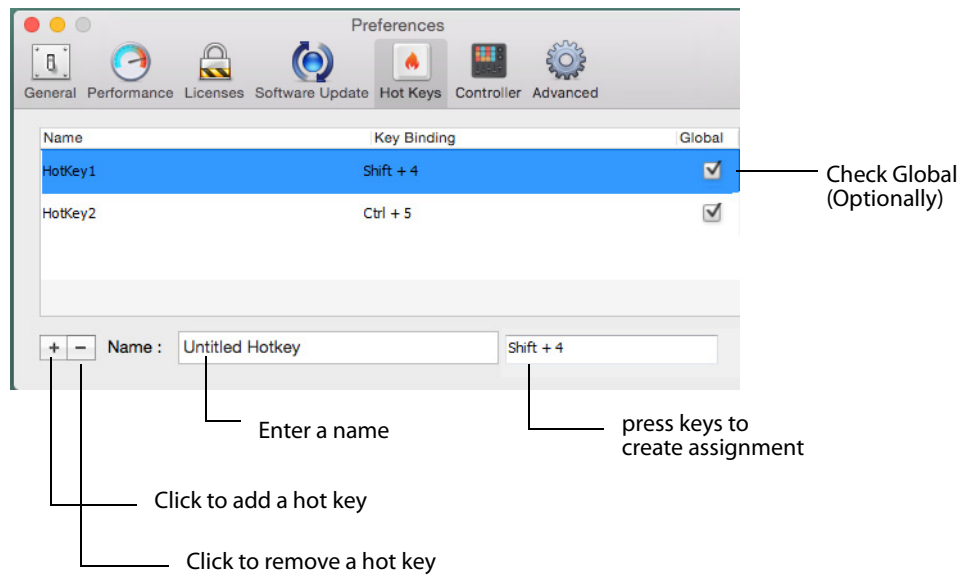 Preferences
General Performance Licenses Software Update Hot Keys Controller Advanced
Name Key Binding Global
HotKey1 Shift + 4
HotKey2 Ctrl + 5
Check Global
(Optionally)
+ - Name : Untitled Hotkey Shift + 4
Enter a name
press keys to
create assignment
Click to add a hot key
Click to remove a hot key